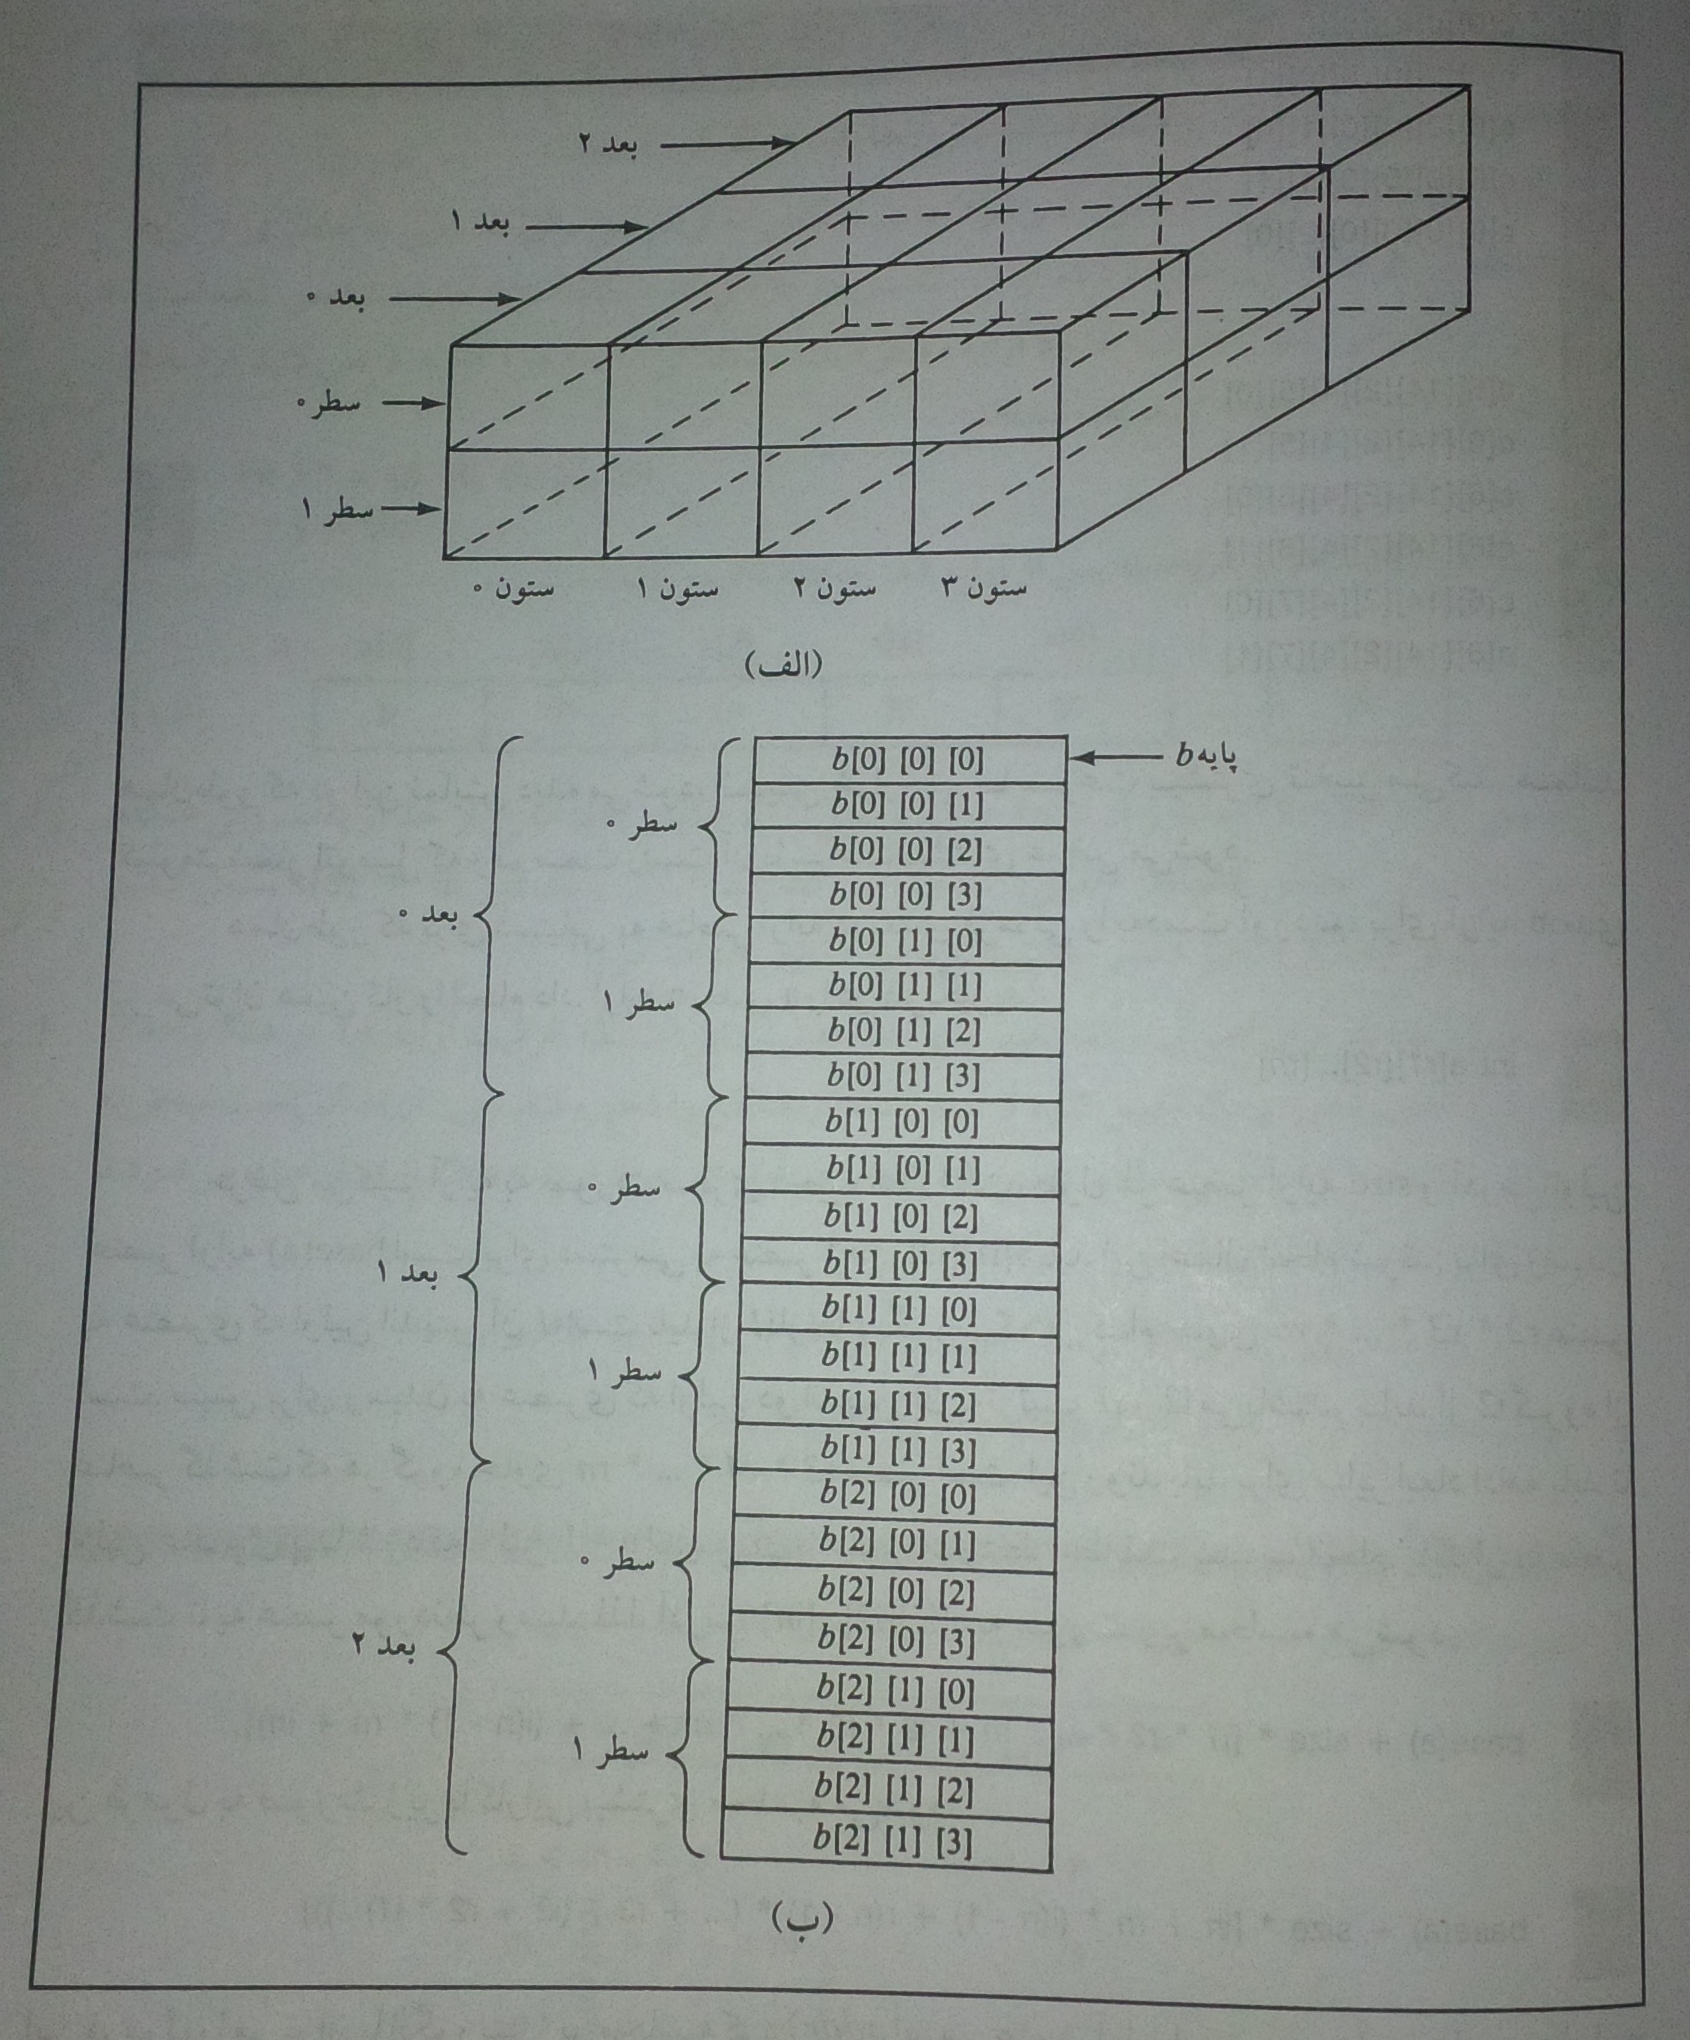 بعد ۲
بعد ۱
بعد ۰
سطر ۰
سطر ۱
ستون ۰ ستون ۱ ستون ۲ ستون ۳
(الف)
b[0] [0] [0]
پایه b
b[0] [0] [1]
سطر ۰
b[0] [0] [2]
b[0] [0] [3]
بعد ۰
b[0] [1] [0]
b[0] [1] [1]
سطر ۱
b[0] [1] [2]
b[0] [1] [3]
b[1] [0] [0]
b[1] [0] [1]
سطر ۰
b[1] [0] [2]
b[1] [0] [3]
بعد ۱
b[1] [1] [0]
b[1] [1] [1]
سطر ۱
b[1] [1] [2]
b[1] [1] [3]
b[2] [0] [0]
b[2] [0] [1]
سطر ۰
b[2] [0] [2]
b[2] [0] [3]
بعد ۲
b[2] [1] [0]
b[2] [1] [1]
سطر ۱
b[2] [1] [2]
b[2] [1] [3]
(ب)